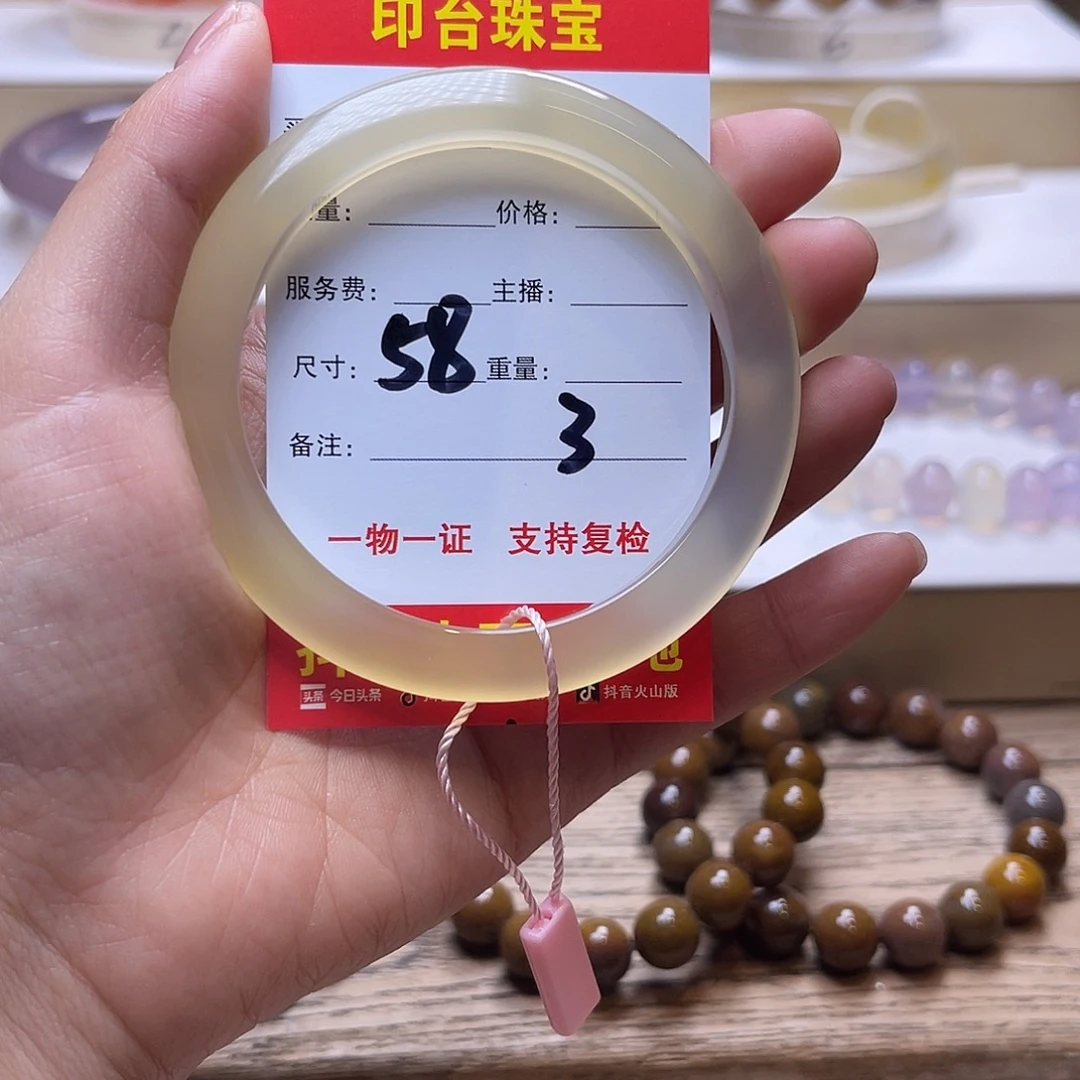 印台珠宝
量: 价格:
服务费: 主播:
尺寸: 58 重量:
3
备注:
一物一证 支持复检
头条 今日头条 抖音火山版